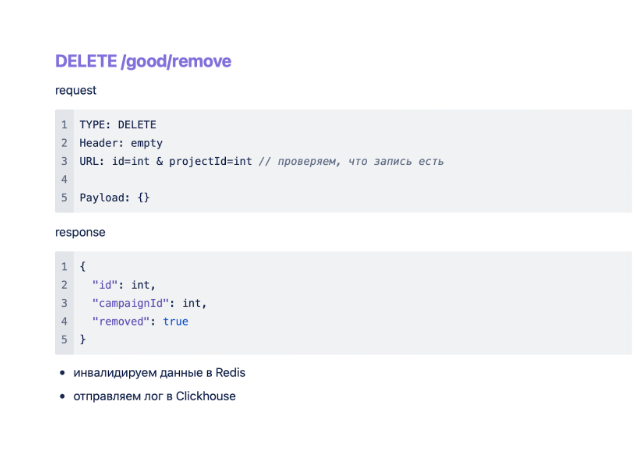 DELETE /good/remove
request
1 TYPE: DELETE
2 Header: empty
3 URL: id=int & projectId=int // проверяем, что запись есть
4
5 Payload: {}
response
1 {
2 "id": int,
3 "campaignId": int,
4 "removed": true
5 }
• инвалидируем данные в Redis
• отправляем лог в Clickhouse